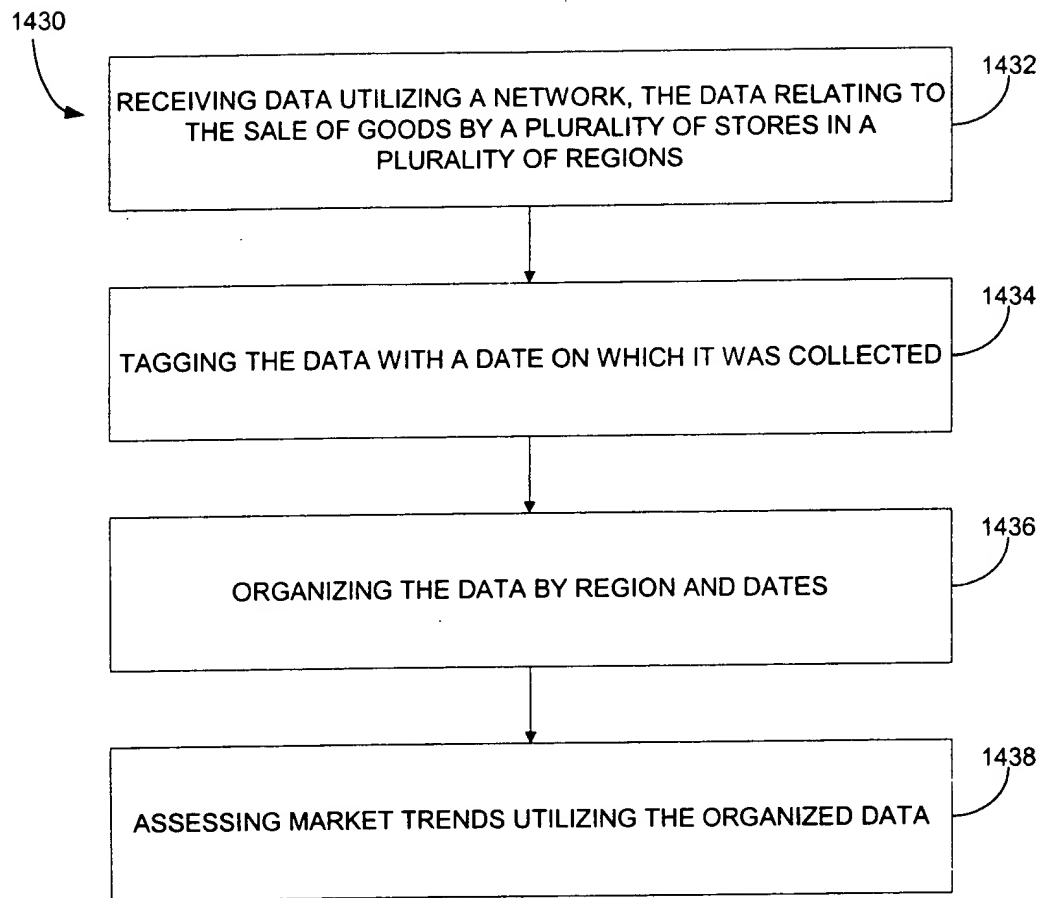 1430
1432
RECEIVING DATA UTILIZING A NETWORK, THE DATA RELATING TO
THE SALE OF GOODS BY A PLURALITY OF STORES IN A
PLURALITY OF REGIONS
1434
TAGGING THE DATA WITH A DATE ON WHICH IT WAS COLLECTED
1436
ORGANIZING THE DATA BY REGION AND DATES
1438
ASSESSING MARKET TRENDS UTILIZING THE ORGANIZED DATA